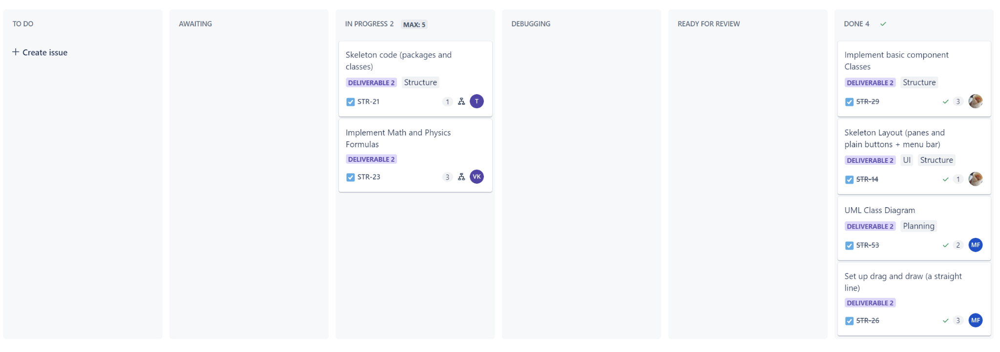 TO DO
+ Create issue
AWAITING
IN PROGRESS 2 MAX: 5
Skeleton code (packages and
classes)
DELIVERABLE 2 Structure
STR-21 1 T
Implement Math and Physics
Formulas
DELIVERABLE 2
STR-23 3 VK
DEBUGGING
READY FOR REVIEW
DONE 4
Implement basic component
Classes
DELIVERABLE 2 Structure
STR-29 3
Skeleton Layout (panes and
plain buttons + menu bar)
DELIVERABLE 2 UI Structure
STR-14 1
UML Class Diagram
DELIVERABLE 2 Planning
STR-53 2 MF
Set up drag and draw (a straight
line)
DELIVERABLE 2
STR-26 3 MF